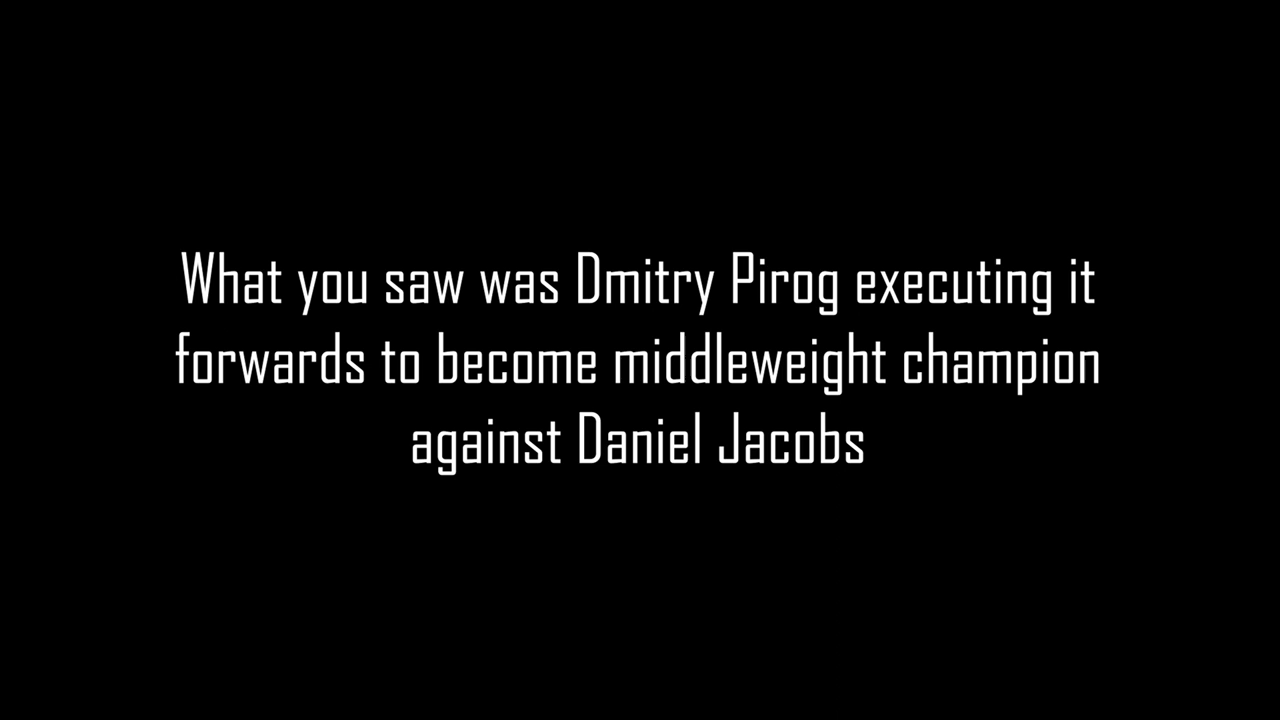 What you saw was Dmitry Pirog executing it
forwards to become middleweight champion
against Daniel Jacobs